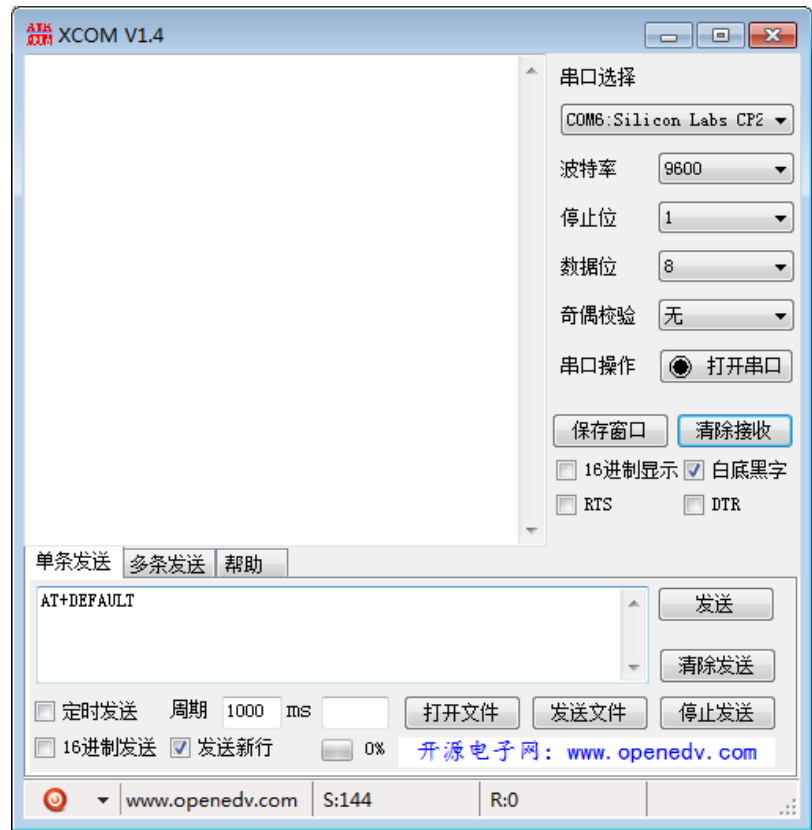 ATK XCOM XCOM V1.4
串口选择
COM6:Silicon Labs CP2
波特率 9600
停止位 1
数据位 8
奇偶校验 无
串口操作 打开串口
保存窗口 清除接收
16进制显示 白底黑字
RTS DTR
单条发送 多条发送 帮助
AT+DEFAULT
发送
清除发送
定时发送 周期 1000 ms 打开文件 发送文件 停止发送
16进制发送 发送新行 0% 开源电子网: www.openedv.com
www.openedv.com S:144 R:0